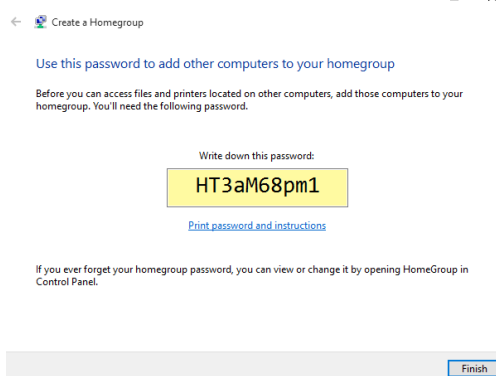 Create a Homegroup
Use this password to add other computers to your homegroup
Before you can access files and printers located on other computers, add those computers to your
homegroup. You'll need the following password.
Write down this password:
HT3aM68pm1
Print password and instructions
If you ever forget your homegroup password, you can view or change it by opening HomeGroup in
Control Panel.
Finish